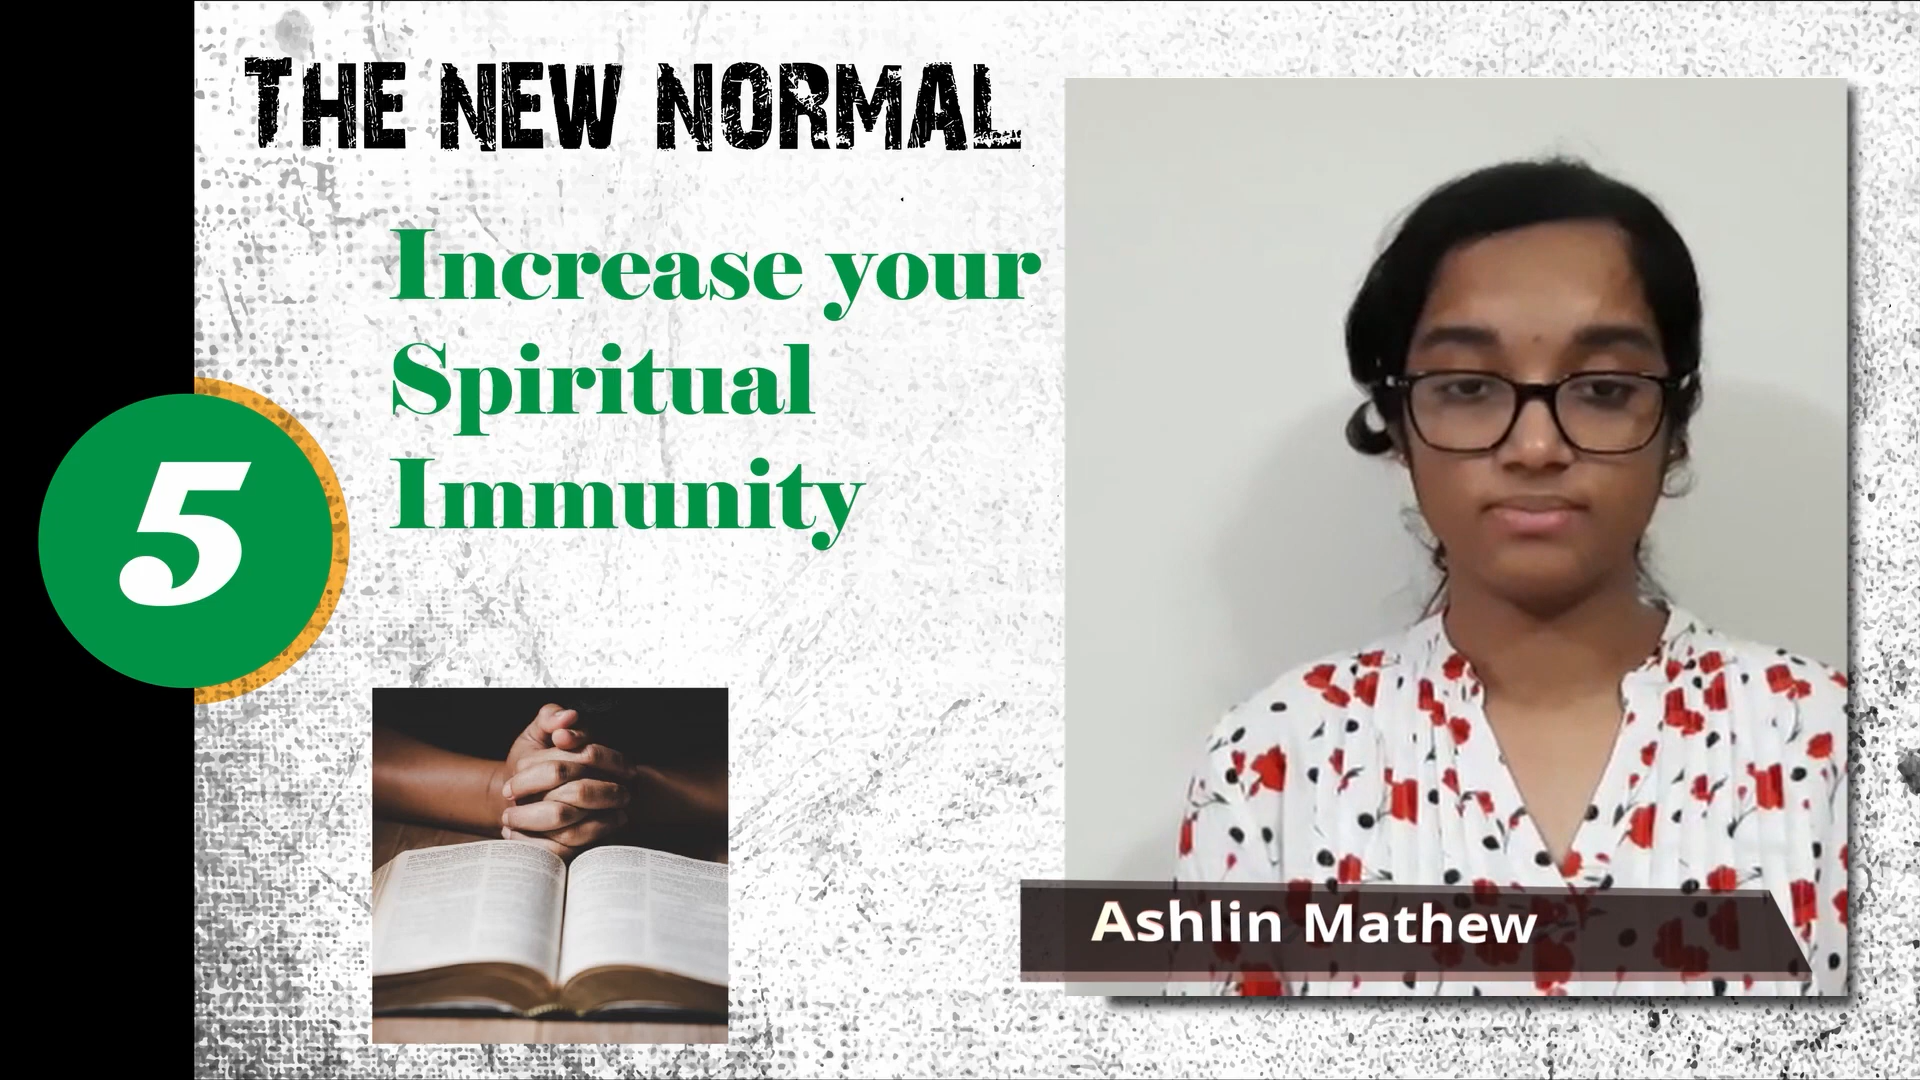 THE NEW NORMAL
Increase your
Spiritual
Immunity
5
Ashlin Mathew